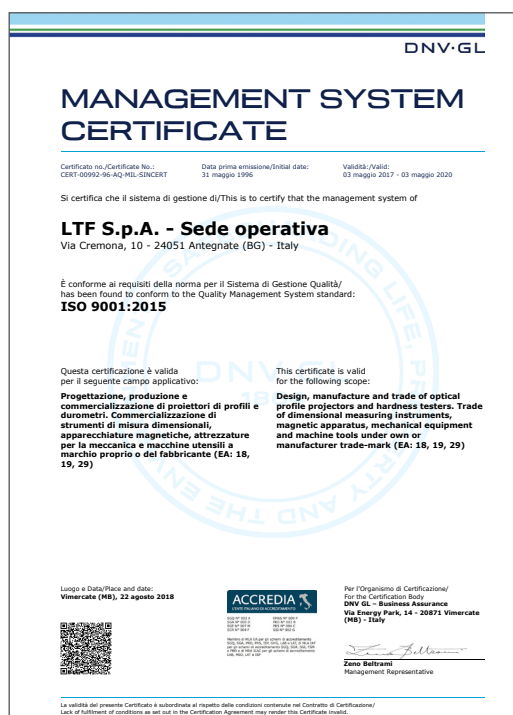 DNV·GL
MANAGEMENT SYSTEM
CERTIFICATE
Certificato no./Certificate No.:
CERT-00992-96-AQ-MIL-SINCERT
Data prima emissione/Initial date:
31 maggio 1996
Validità:/Valid:
03 maggio 2017 - 03 maggio 2020
Si certifica che il sistema di gestione di/This is to certify that the management system of
LTF S.p.A. - Sede operativa
Via Cremona, 10 - 24051 Antegnate (BG) - Italy
È conforme ai requisiti della norma per il Sistema di Gestione Qualità/
has been found to conform to the Quality Management System standard:
ISO 9001:2015
Questa certificazione è valida
per il seguente campo applicativo:
Progettazione, produzione e
commercializzazione di proiettori di profili e
durometri. Commercializzazione di
strumenti di misura dimensionali,
apparecchiature magnetiche, attrezzature
per la meccanica e macchine utensili a
marchio proprio o del fabbricante (EA: 18,
19, 29)
This certificate is valid
for the following scope:
Design, manufacture and trade of optical
profile projectors and hardness testers. Trade
of dimensional measuring instruments,
magnetic apparatus, mechanical equipment
and machine tools under own or
manufacturer trade-mark (EA: 18, 19, 29)
DNV·GL
Luogo e Data/Place and date:
Vimercate (MB), 22 agosto 2018
ACCREDIA
L'ENTE ITALIANO DI ACCREDITAMENTO
Per l'Organismo di Certificazione/
For the Certification Body
DNV GL – Business Assurance
Via Energy Park, 14 - 20871 Vimercate
(MB) - Italy
Zeno Beltrami
Management Representative
La validità del presente Certificato è subordinata al rispetto delle condizioni contenute nel Contratto di Certificazione/
Lack of fulfilment of conditions as set out in the Certification Agreement may render this Certificate invalid.